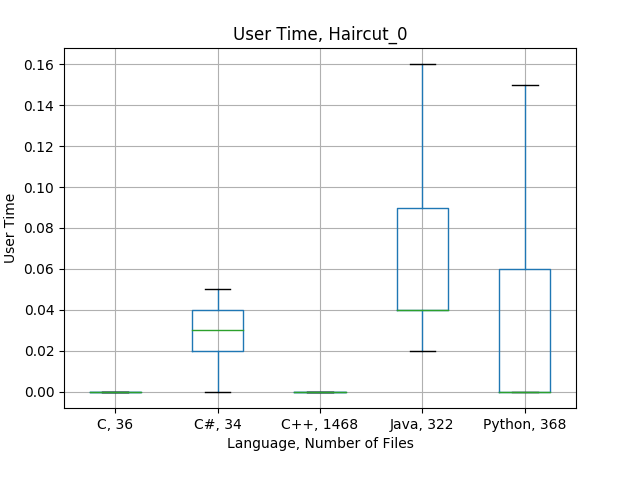 User Time, Haircut_0
0.16
0.14
0.12
0.10
0.08
0.06
0.04
0.02
0.00
User Time
C, 36
C#, 34
C++, 1468
Java, 322
Python, 368
Language, Number of Files